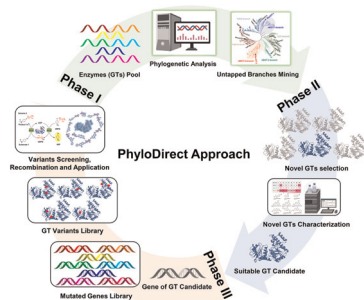 Enzymes (GTs) Pool
Phylogenetic Analysis
Untapped Branches Mining
Phase I
Phase II
Variants Screening,
Recombination and Application
PhyloDirect Approach
Novel GTs selection
GT Variants Library
Novel GTs Characterization
Mutated Genes Library
Gene of GT Candidate
Phase III
Suitable GT Candidate